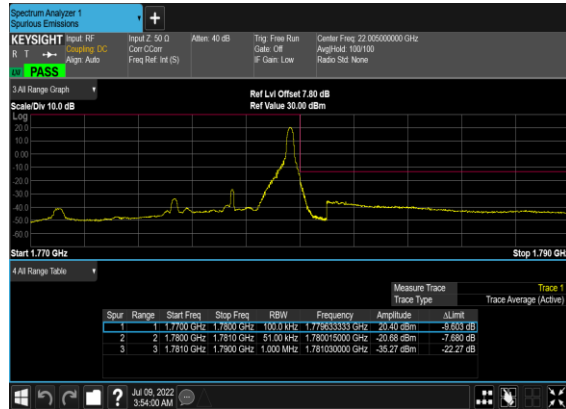 Spectrum Analyzer 1
Spurious Emissions
+
KEYSIGHT Input: RF Input Z: 50 Ω Atten: 40 dB Trig: Free Run Center Freq: 22.005000000 GHz
R T Coupling: DC Corr CCorr Gate: Off Avg|Hold: 100/100
Align: Auto Freq Ref: Int (S) IF Gain: Low Radio Std: None
PASS
3 All Range Graph Ref Lvl Offset 7.80 dB
Scale/Div 10.0 dB Ref Value 30.00 dBm
Log
20.0
10.0
0.00
-10.0
-20.0
-30.0
-40.0
-50.0
-60.0
Start 1.770 GHz Stop 1.790 GH
4 All Range Table
Measure Trace Trace 1
Trace Type Trace Average (Active)
Spur Range Start Freq Stop Freq RBW Frequency Amplitude ΔLimit
1 1 1.7700 GHz 1.7800 GHz 100.0 kHz 1.779633333 GHz 20.40 dBm -9.603 dB
2 2 1.7800 GHz 1.7810 GHz 51.00 kHz 1.780015000 GHz -20.68 dBm -7.680 dB
3 3 1.7810 GHz 1.7900 GHz 1.000 MHz 1.781030000 GHz -35.27 dBm -22.27 dB
? Jul 09, 2022
3:54:00 AM